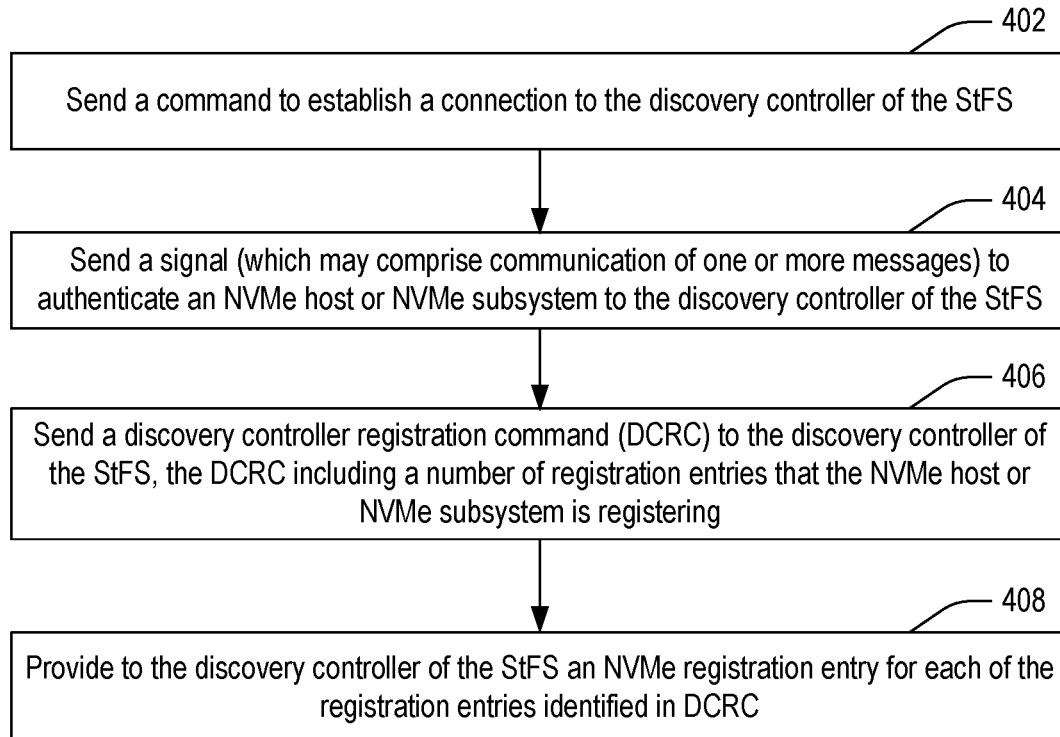 402
Send a command to establish a connection to the discovery controller of the StFS
404
Send a signal (which may comprise communication of one or more messages) to
authenticate an NVMe host or NVMe subsystem to the discovery controller of the StFS
406
Send a discovery controller registration command (DCRC) to the discovery controller of
the StFS, the DCRC including a number of registration entries that the NVMe host or
NVMe subsystem is registering
408
Provide to the discovery controller of the StFS an NVMe registration entry for each of the
registration entries identified in DCRC